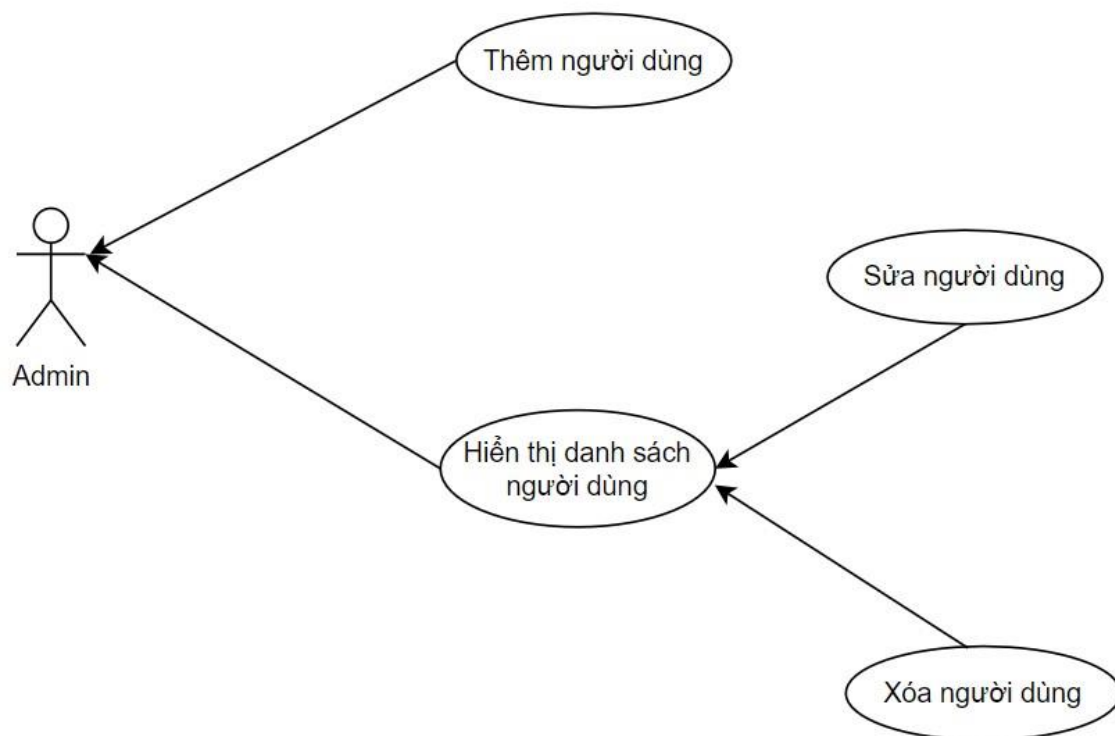 Thêm người dùng
Sửa người dùng
Admin
Hiển thị danh sách
người dùng
Xóa người dùng